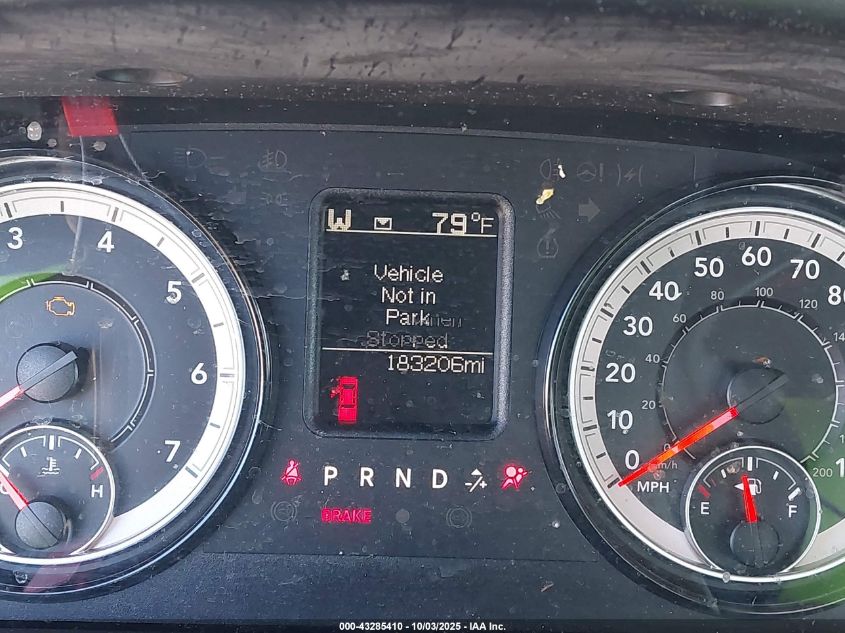 W 79°F
Vehicle
Not in
Park
Stopped
183206mi
P R N D
BRAKE
3 4 5 6 7
H
0 10 20 30 40 50 60 70
20 40 60 80 100 120
200
km/h
MPH
E F
000-43285410 - 10/03/2025 - IAA Inc.